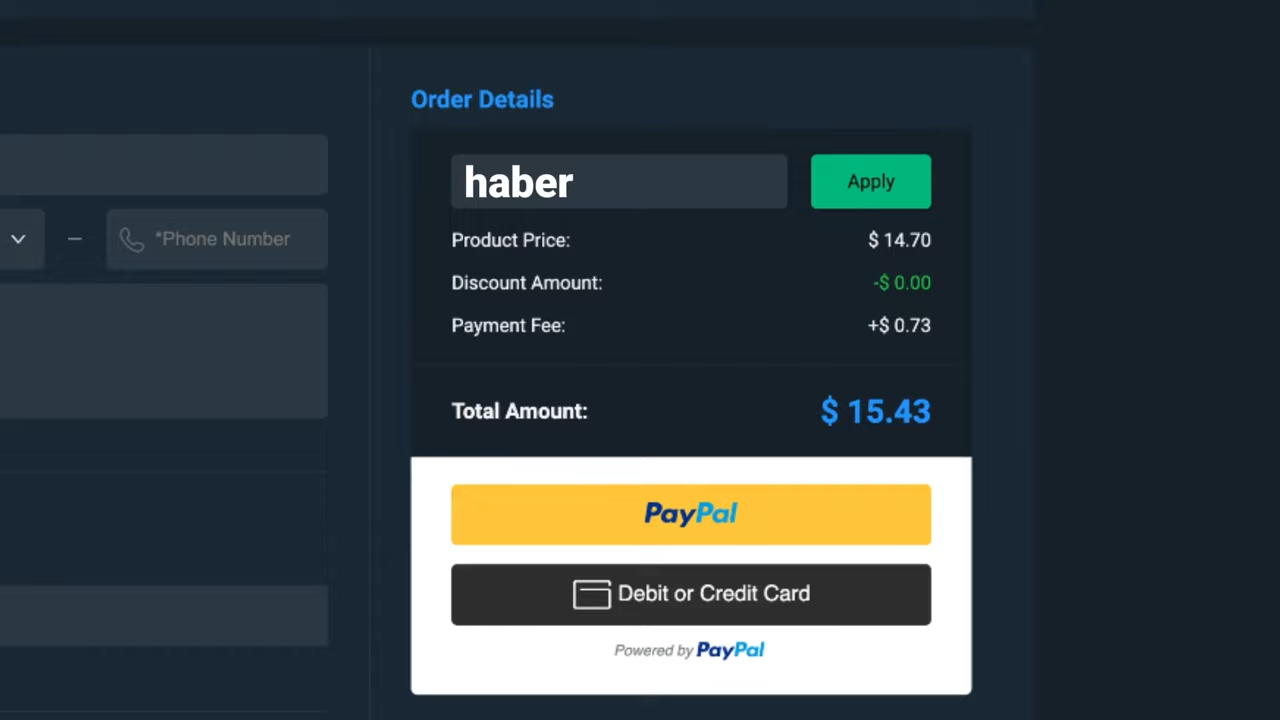 Order Details
haber
Apply
*Phone Number
Product Price: $ 14.70
Discount Amount: -$ 0.00
Payment Fee: +$ 0.73
Total Amount: $ 15.43
PayPal
Debit or Credit Card
Powered by PayPal